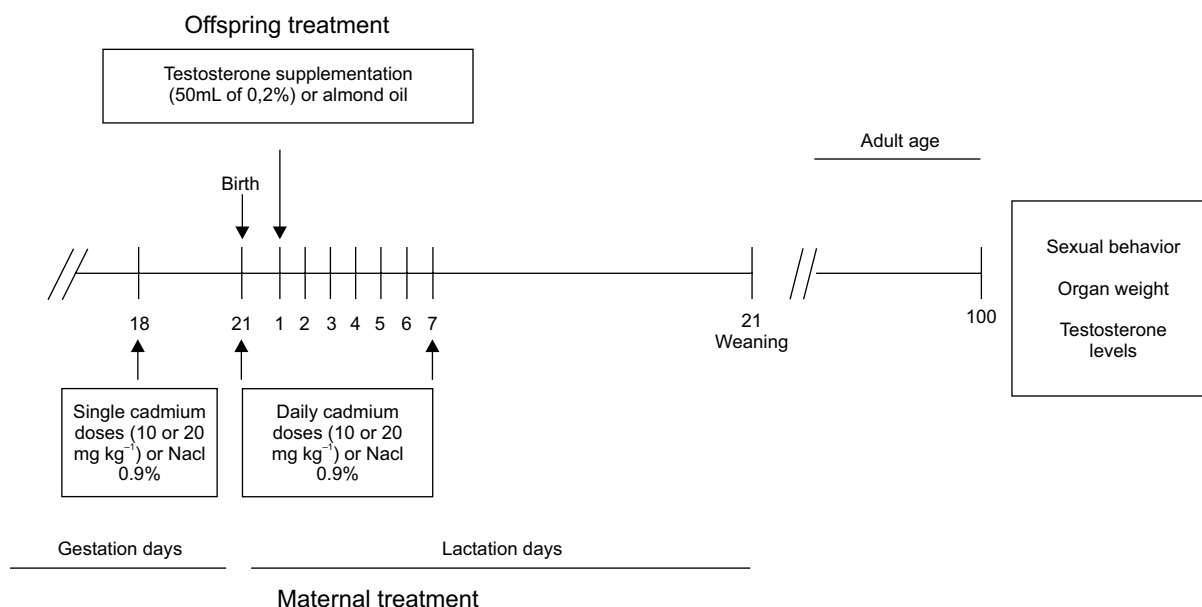 Offspring treatment
Testosterone supplementation
(50mL of 0,2%) or almond oil
Adult age
Birth
Sexual behavior
Organ weight
Testosterone
levels
18
21
1
2
3
4
5
6
7
21
Weaning
100
Single cadmium
doses (10 or 20
mg kg⁻¹) or Nacl
0.9%
Daily cadmium
doses (10 or 20
mg kg⁻¹) or Nacl
0.9%
Gestation days
Lactation days
Maternal treatment